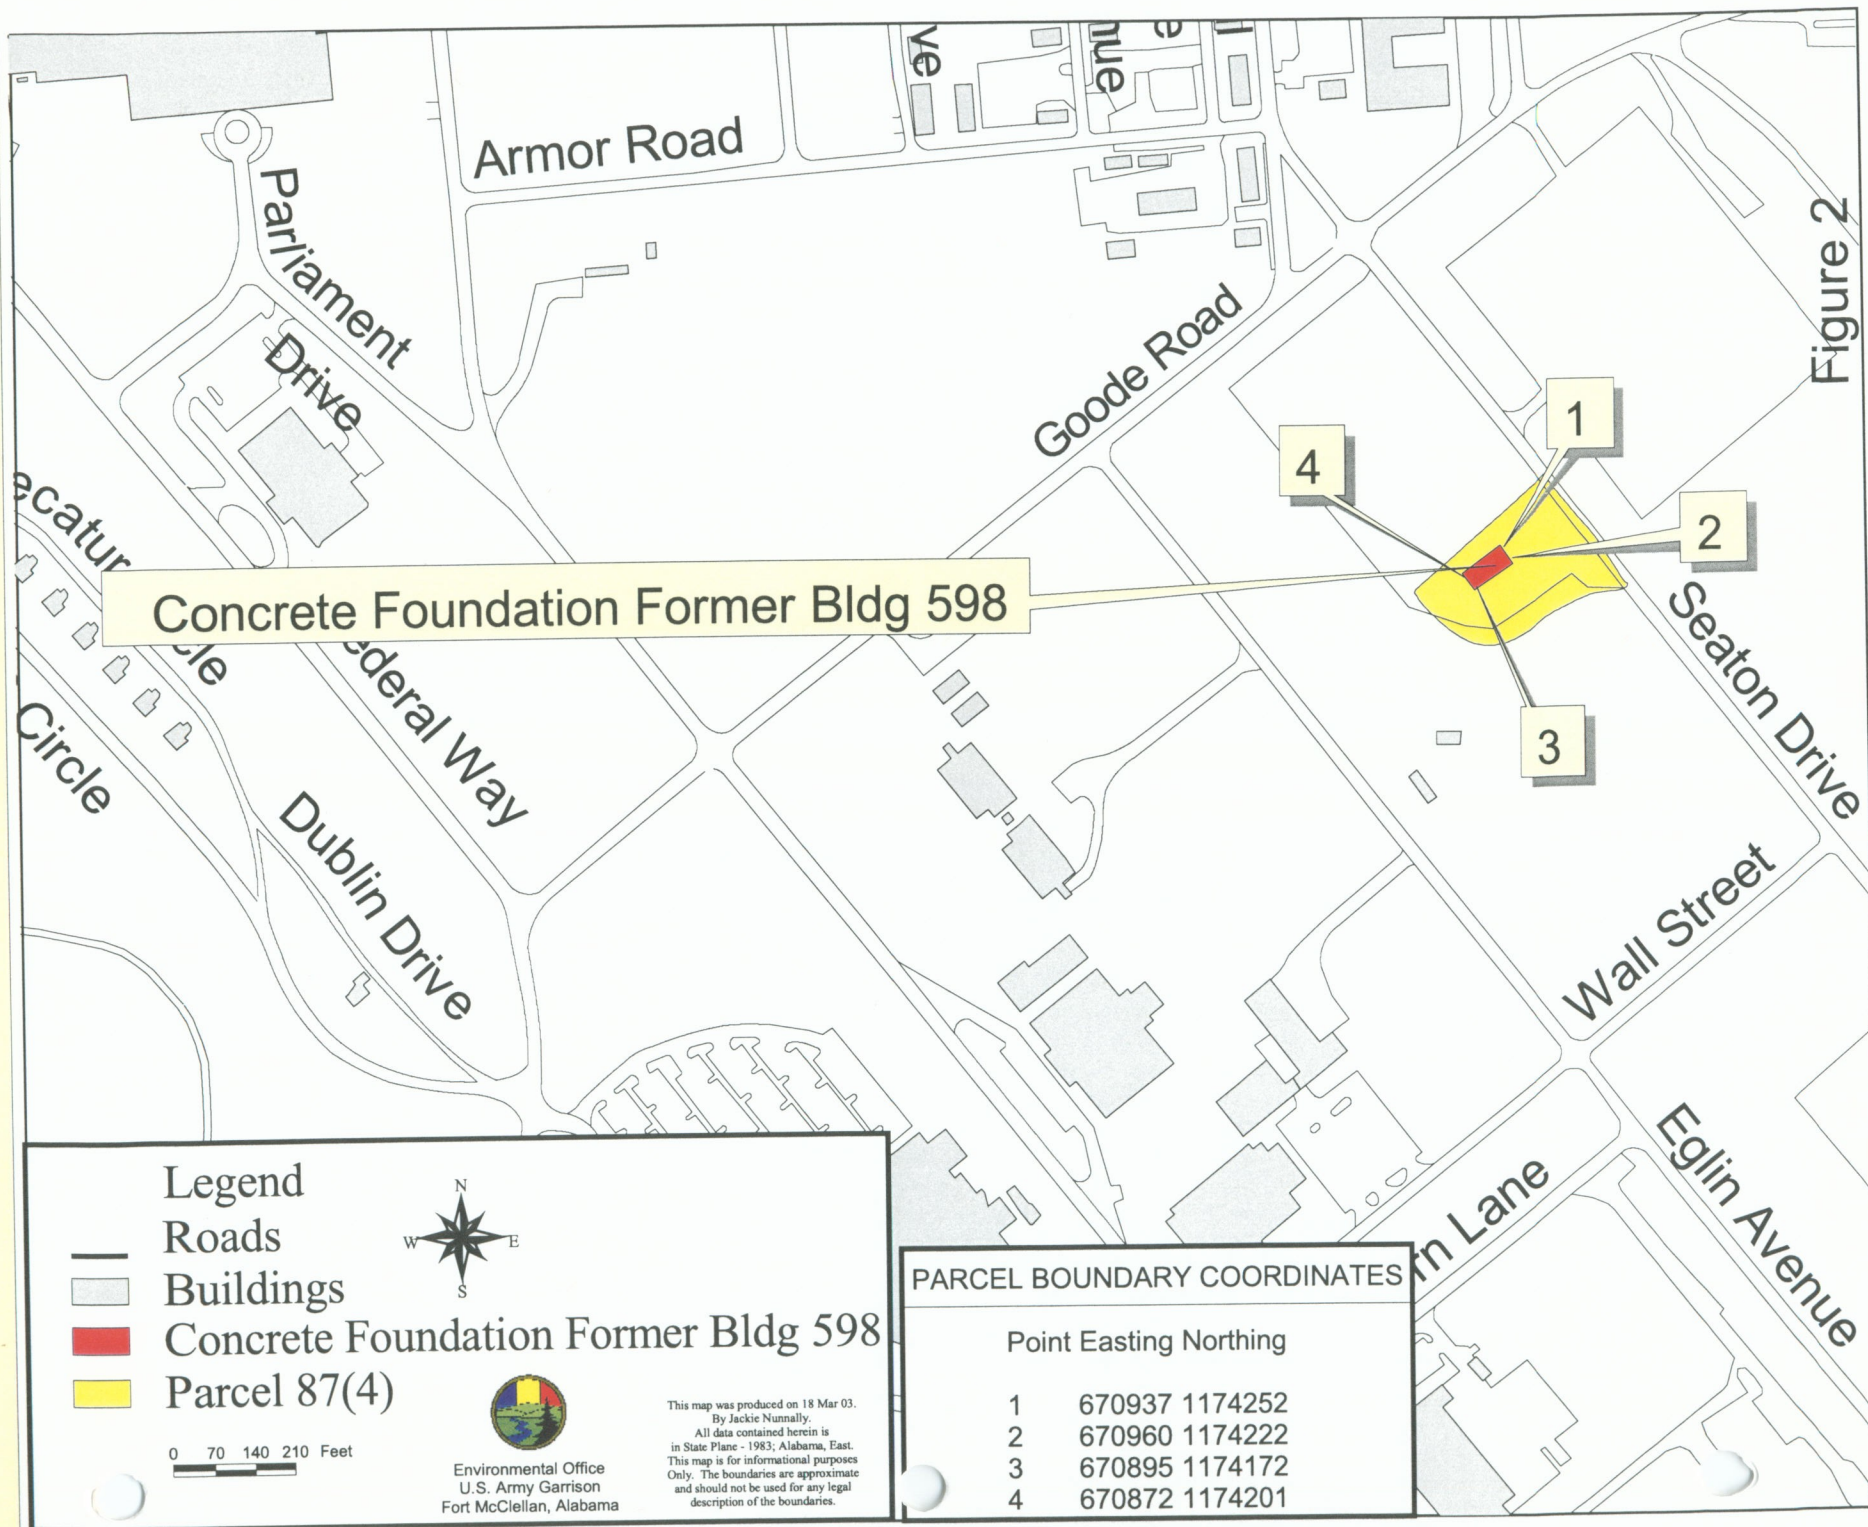 ve
nue
e
Armor Road
Parliament
Drive
Goode Road
Figure 2
1
4
2
ecatur
cle
Circle
Concrete Foundation Former Bldg 598
ederal Way
Seaton Drive
3
Dublin Drive
Wall Street
Eglin Avenue
rn Lane
Legend
Roads
Buildings
Concrete Foundation Former Bldg 598
Parcel 87(4)
N
W E
S
0 70 140 210 Feet
Environmental Office
U.S. Army Garrison
Fort McClellan, Alabama
This map was produced on 18 Mar 03.
By Jackie Nunnally.
All data contained herein is
in State Plane - 1983; Alabama, East.
This map is for informational purposes
Only. The boundaries are approximate
and should not be used for any legal
description of the boundaries.
PARCEL BOUNDARY COORDINATES
Point Easting Northing
1 670937 1174252
2 670960 1174222
3 670895 1174172
4 670872 1174201